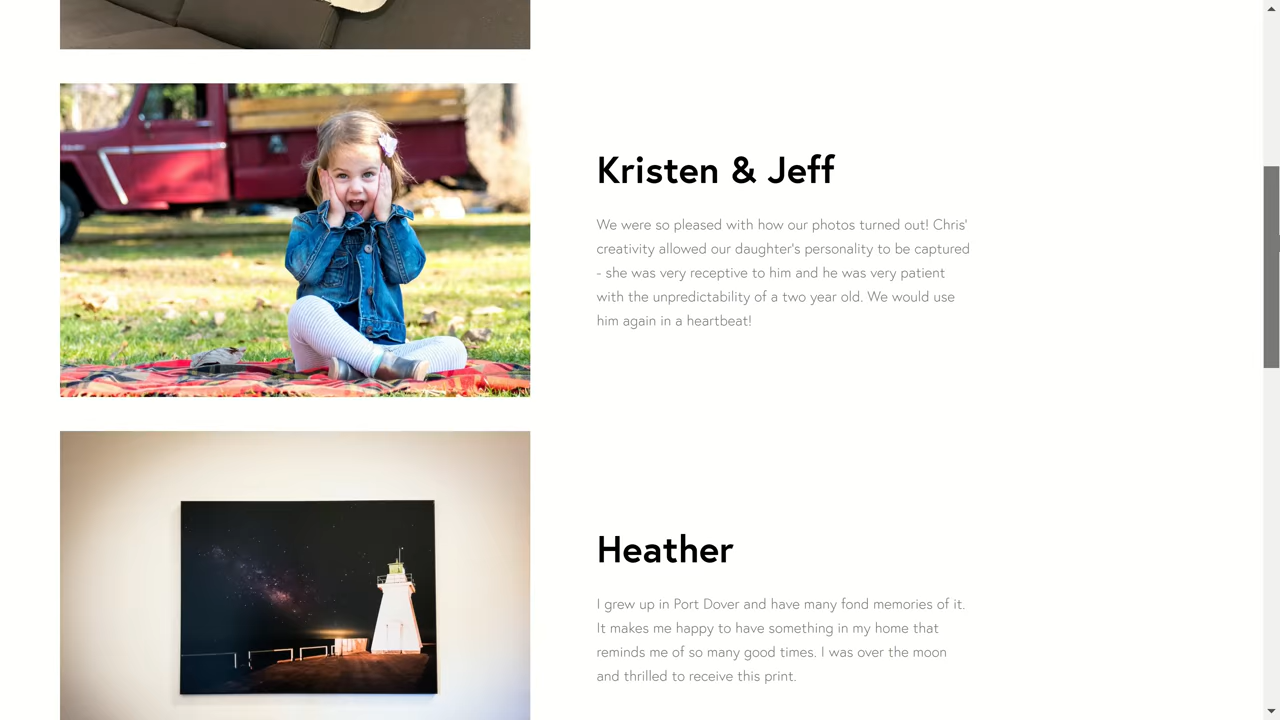 Kristen & Jeff
We were so pleased with how our photos turned out! Chris'
creativity allowed our daughter's personality to be captured
- she was very receptive to him and he was very patient
with the unpredictability of a two year old. We would use
him again in a heartbeat!
Heather
I grew up in Port Dover and have many fond memories of it.
It makes me happy to have something in my home that
reminds me of so many good times. I was over the moon
and thrilled to receive this print.